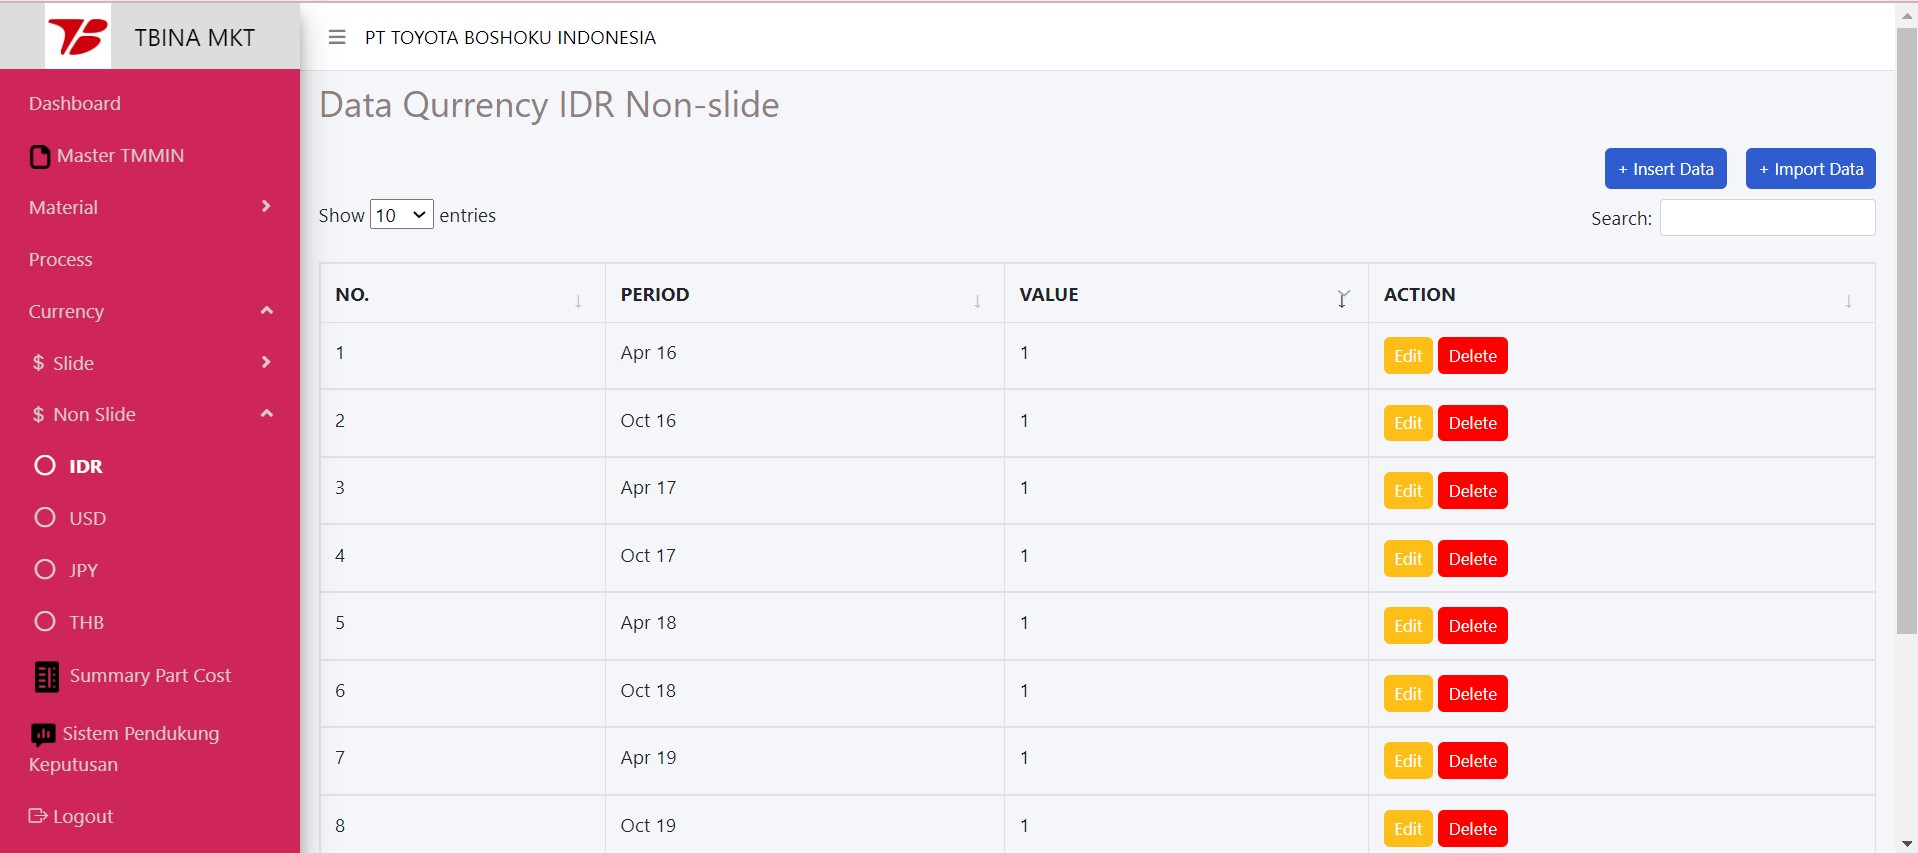 TBINA MKT
PT TOYOTA BOSHOKU INDONESIA
Dashboard
Master TMMIN
Material
Process
Currency
$ Slide
$ Non Slide
IDR
USD
JPY
THB
Summary Part Cost
Sistem Pendukung
Keputusan
Logout
Data Qurrency IDR Non-slide
+ Insert Data + Import Data
Show 10 entries Search:
NO. PERIOD VALUE ACTION
1 Apr 16 1 Edit Delete
2 Oct 16 1 Edit Delete
3 Apr 17 1 Edit Delete
4 Oct 17 1 Edit Delete
5 Apr 18 1 Edit Delete
6 Oct 18 1 Edit Delete
7 Apr 19 1 Edit Delete
8 Oct 19 1 Edit Delete